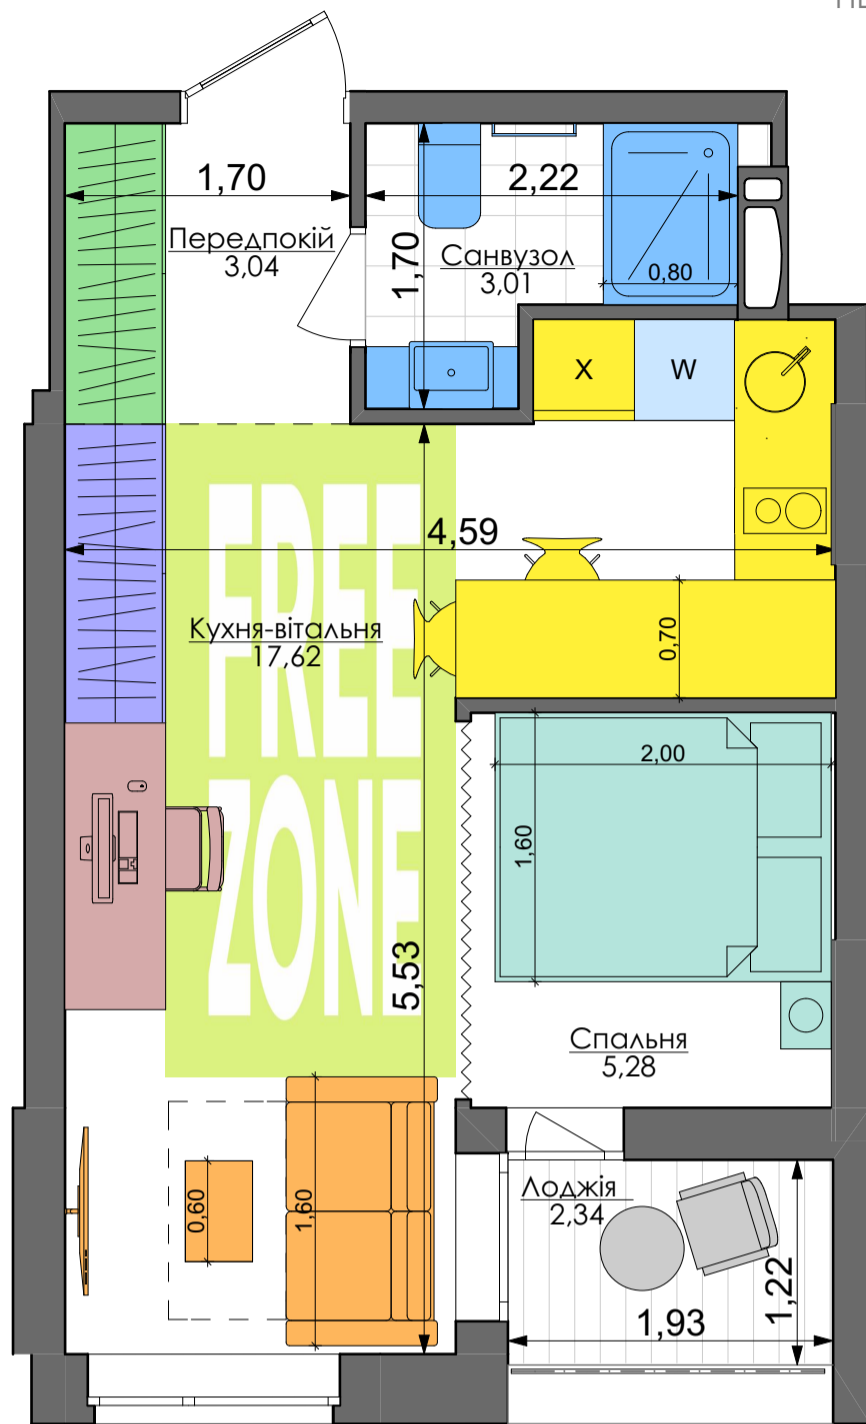 1,70
2,22
Передпокій
3,04
1,70
Санвузол
3,01
0,80
X
W
FREE
ZONE
4,59
Кухня-вітальня
17,62
0,70
2,00
1,60
5,53
Спальня
5,28
0,60
1,60
Лоджія
2,34
1,22
1,93